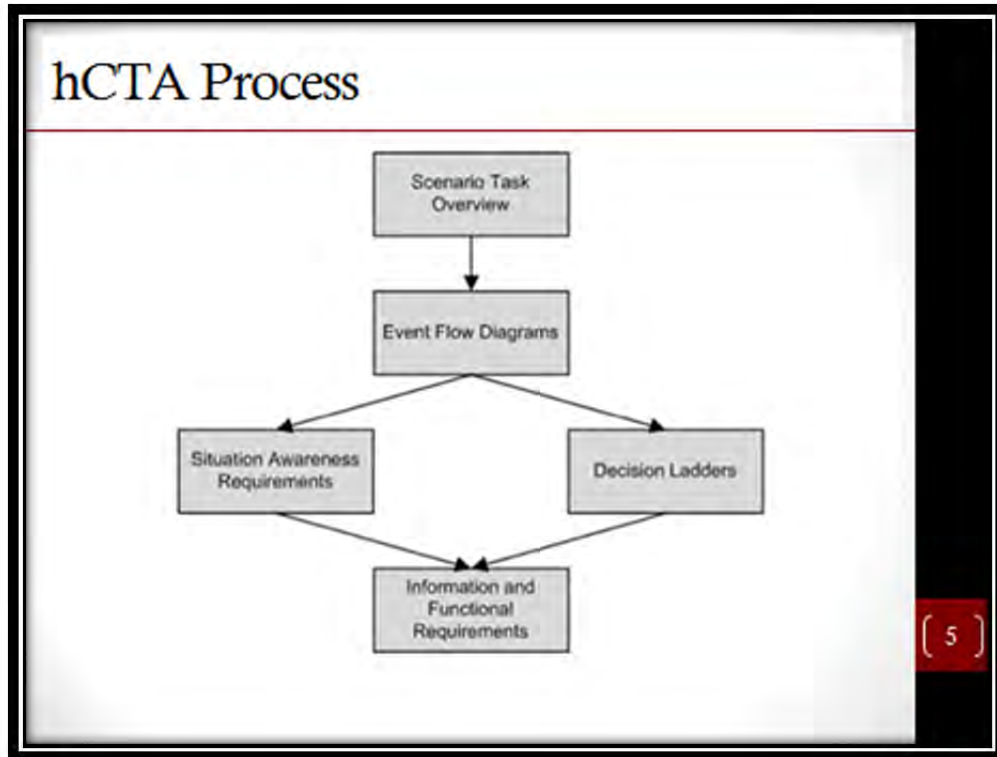 hCTA Process
Scenario Task
Overview
Event Flow Diagrams
Situation Awareness
Requirements
Decision Ladders
Information and
Functional
Requirements
5